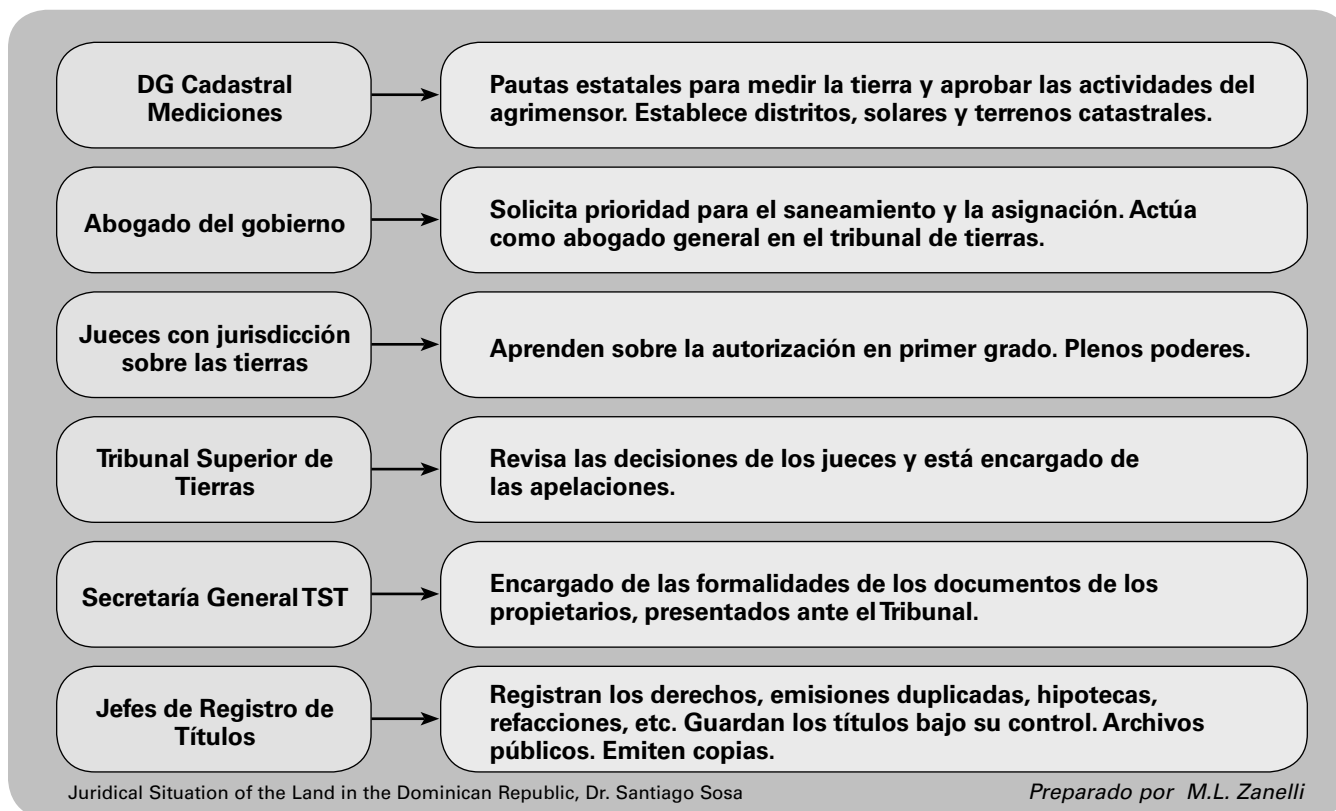 DG Cadastral
Mediciones
Pautas estatales para medir la tierra y aprobar las actividades del
agrimensor. Establece distritos, solares y terrenos catastrales.
Abogado del gobierno
Solicita prioridad para el saneamiento y la asignación. Actúa
como abogado general en el tribunal de tierras.
Jueces con jurisdicción
sobre las tierras
Aprenden sobre la autorización en primer grado. Plenos poderes.
Tribunal Superior de
Tierras
Revisa las decisiones de los jueces y está encargado de
las apelaciones.
Secretaría General TST
Encargado de las formalidades de los documentos de los
propietarios, presentados ante el Tribunal.
Jefes de Registro de
Títulos
Registran los derechos, emisiones duplicadas, hipotecas,
refacciones, etc. Guardan los títulos bajo su control. Archivos
públicos. Emiten copias.
Juridical Situation of the Land in the Dominican Republic, Dr. Santiago Sosa
Preparado por M.L. Zanelli